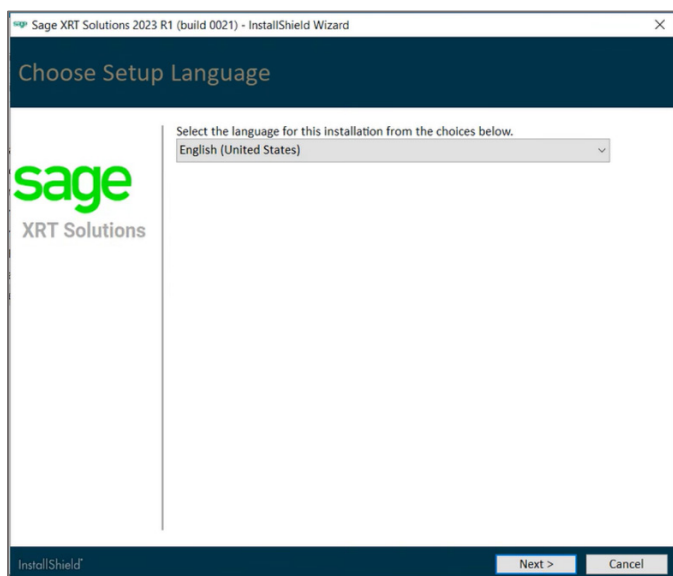 Sage XRT Solutions 2023 R1 (build 0021) - InstallShield Wizard
Choose Setup Language
Select the language for this installation from the choices below.
English (United States)
sage
XRT Solutions
InstallShield
Next >
Cancel